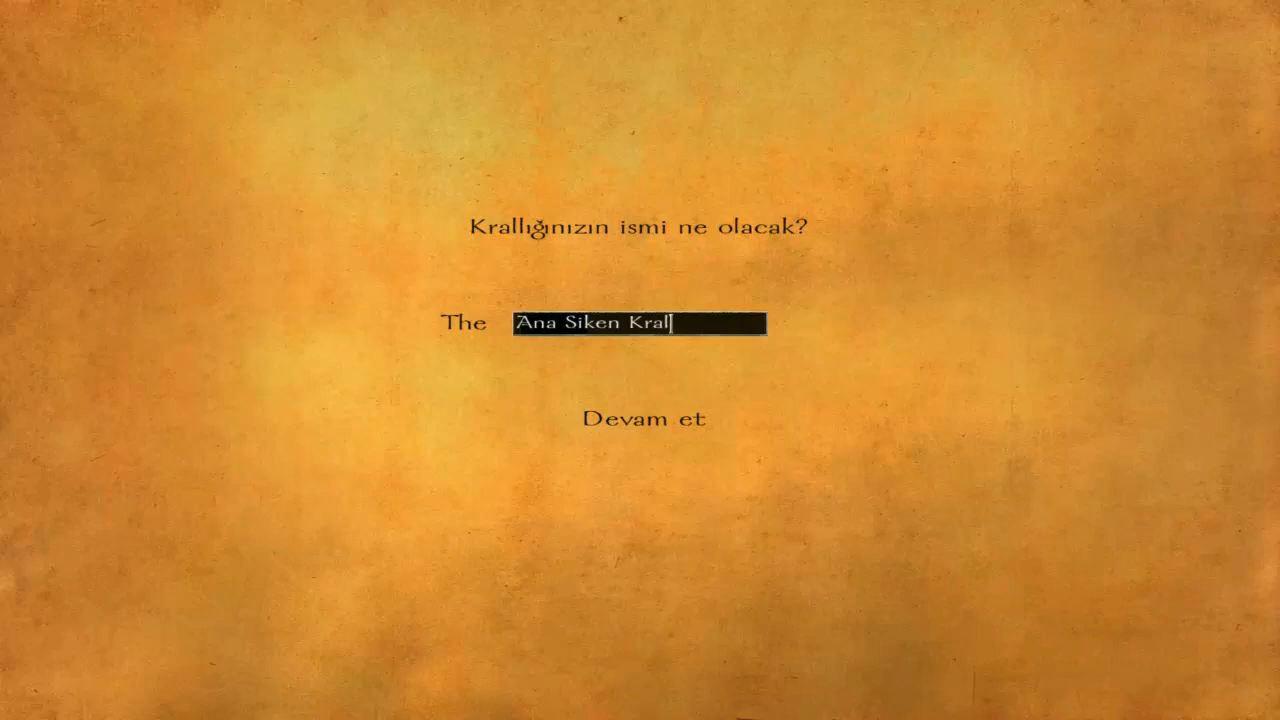 Krallığınızın ismi ne olacak?
The Ana Siken Kral
Devam et